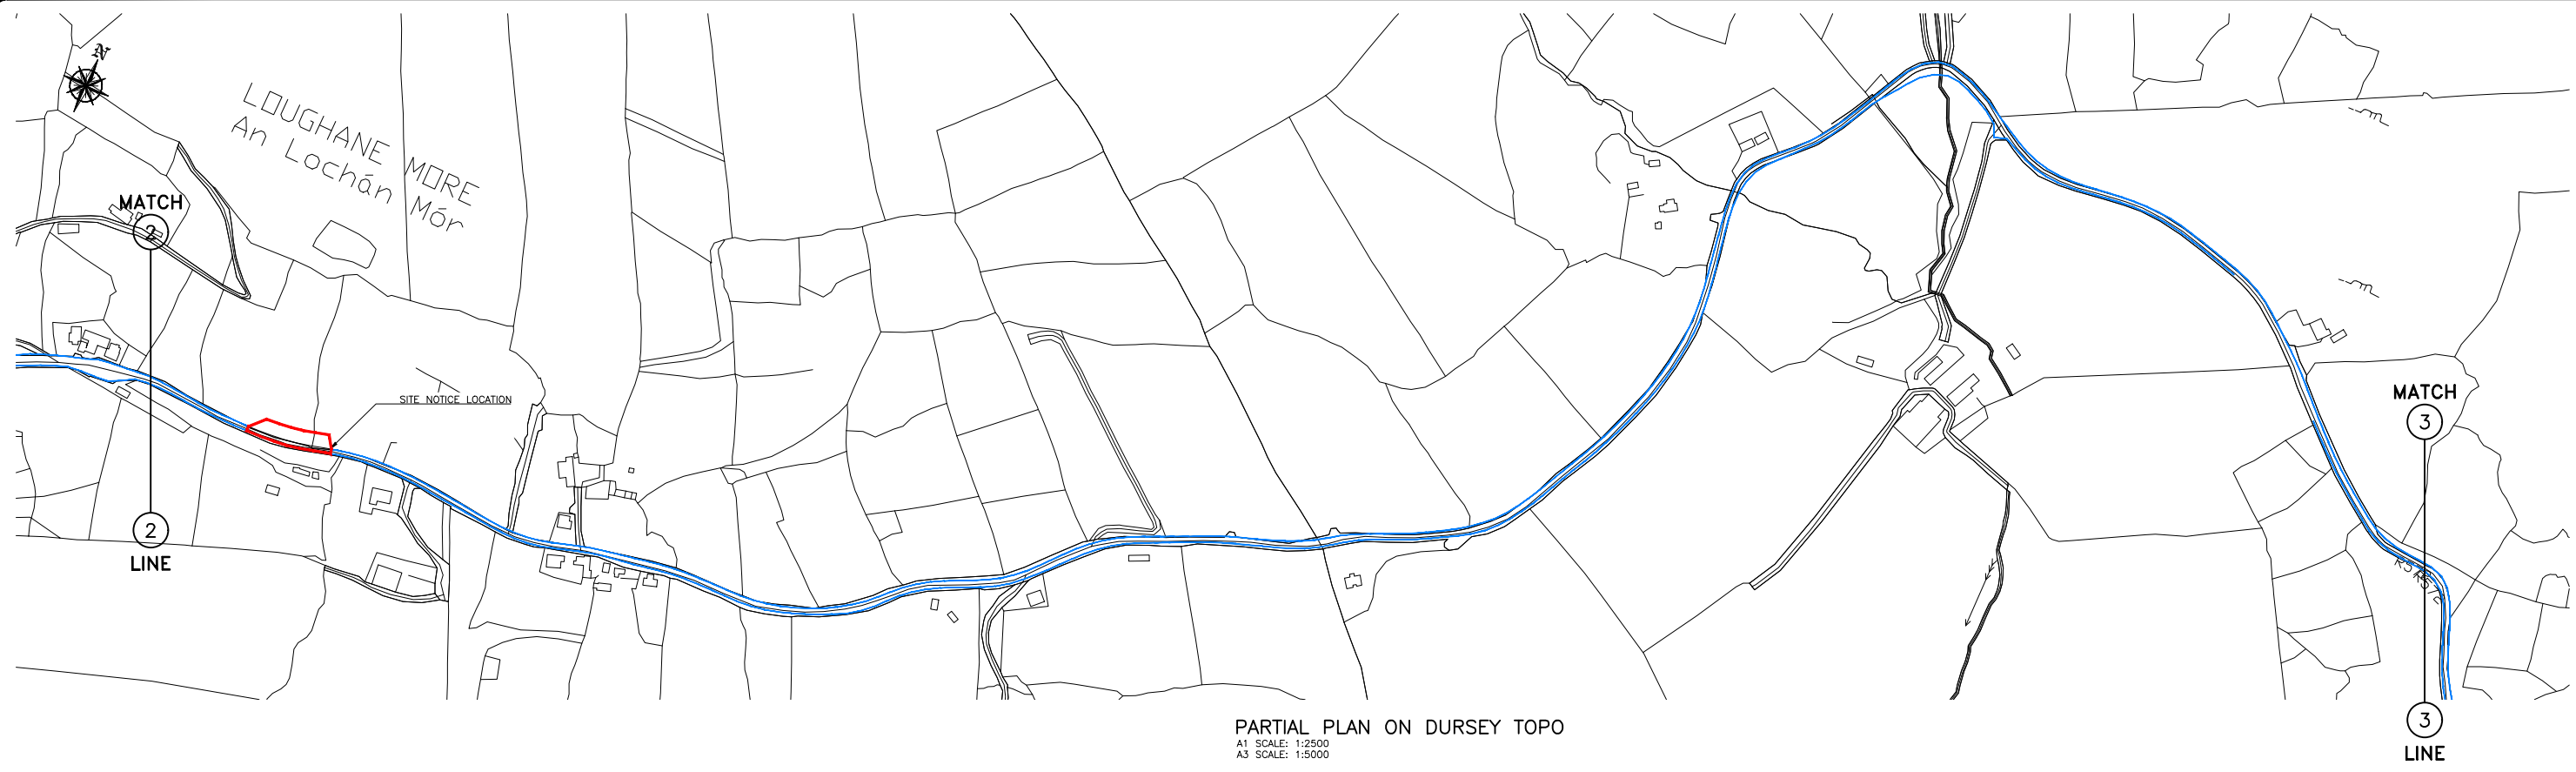 N
LOUGHANE MORE
An Lochán Mór
MATCH
2
SITE NOTICE LOCATION
2
LINE
MATCH
3
3
LINE
PARTIAL PLAN ON DURSEY TOPO
A1 SCALE: 1:2500
A3 SCALE: 1:5000